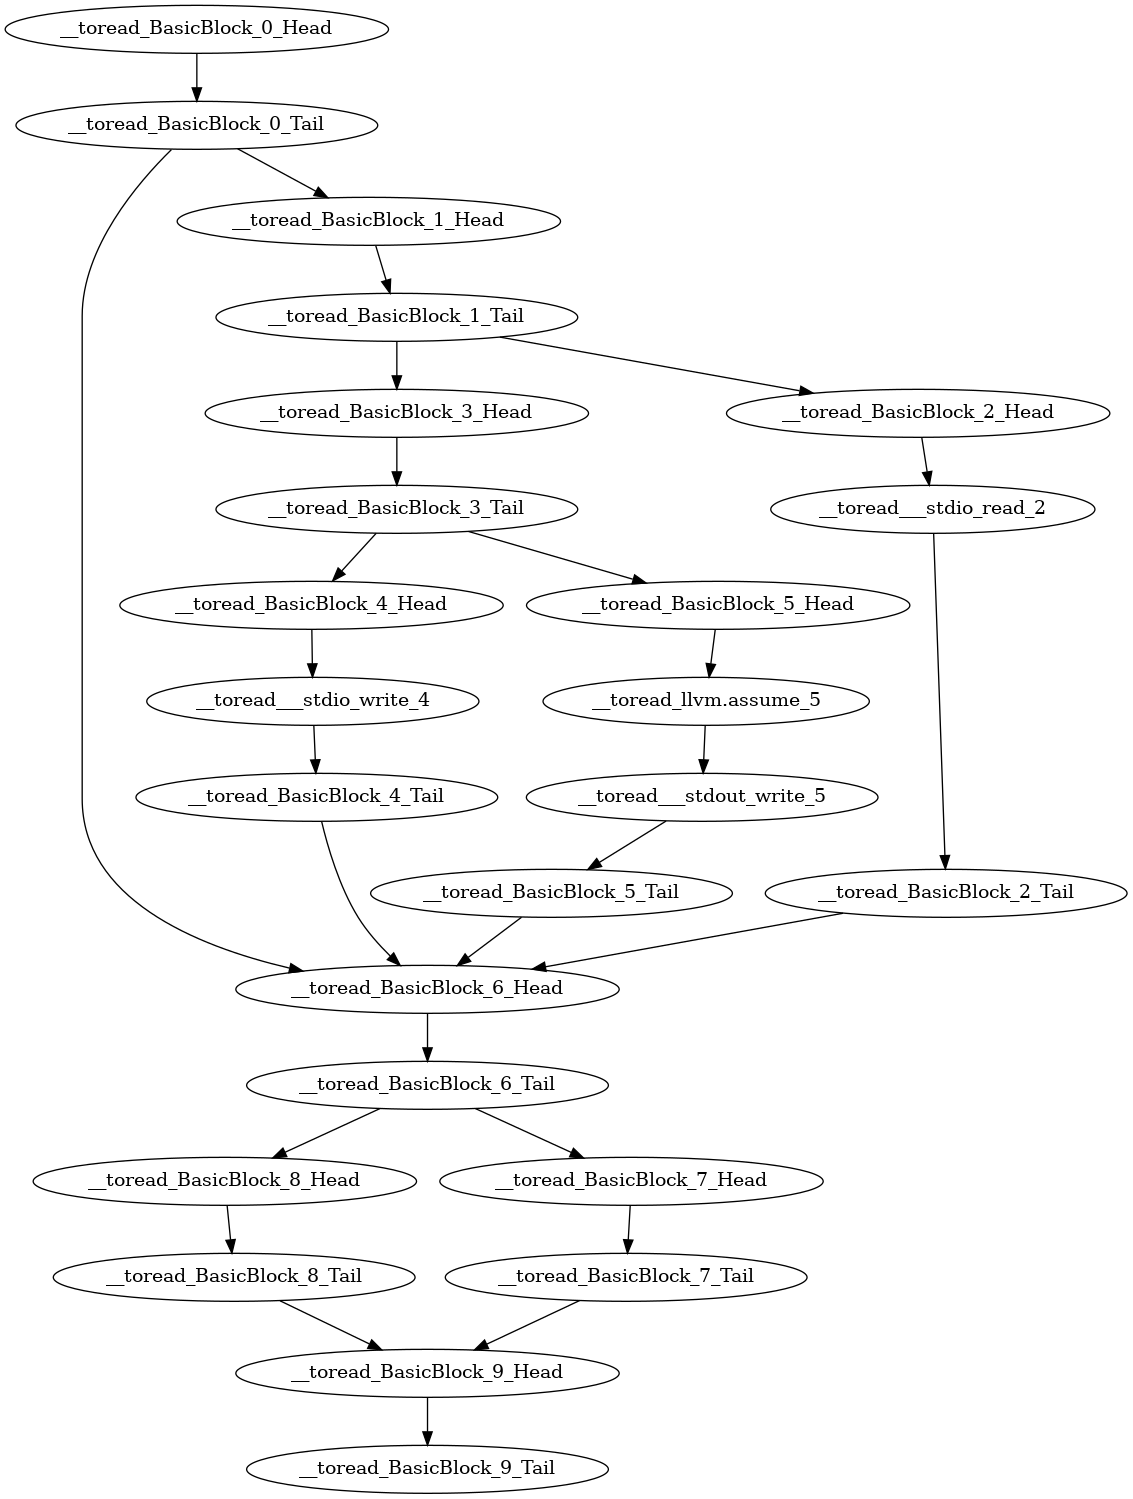 __toread_BasicBlock_0_Head
__toread_BasicBlock_0_Tail
__toread_BasicBlock_1_Head
__toread_BasicBlock_1_Tail
__toread_BasicBlock_3_Head
__toread_BasicBlock_2_Head
__toread_BasicBlock_3_Tail
__toread___stdio_read_2
__toread_BasicBlock_4_Head
__toread_BasicBlock_5_Head
__toread___stdio_write_4
__toread_llvm.assume_5
__toread_BasicBlock_4_Tail
__toread___stdout_write_5
__toread_BasicBlock_5_Tail
__toread_BasicBlock_2_Tail
__toread_BasicBlock_6_Head
__toread_BasicBlock_6_Tail
__toread_BasicBlock_8_Head
__toread_BasicBlock_7_Head
__toread_BasicBlock_8_Tail
__toread_BasicBlock_7_Tail
__toread_BasicBlock_9_Head
__toread_BasicBlock_9_Tail